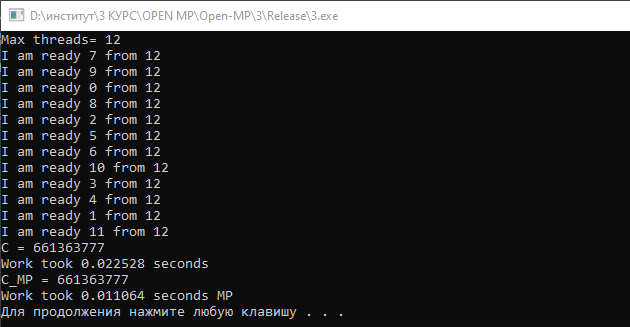 D:\институт\3 КУРС\OPEN MP\Open-MP\3\Release\3.exe
Max threads= 12
I am ready 7 from 12
I am ready 9 from 12
I am ready 0 from 12
I am ready 8 from 12
I am ready 2 from 12
I am ready 5 from 12
I am ready 6 from 12
I am ready 10 from 12
I am ready 3 from 12
I am ready 4 from 12
I am ready 1 from 12
I am ready 11 from 12
C = 661363777
Work took 0.022528 seconds
C_MP = 661363777
Work took 0.011064 seconds MP
Для продолжения нажмите любую клавишу . . .